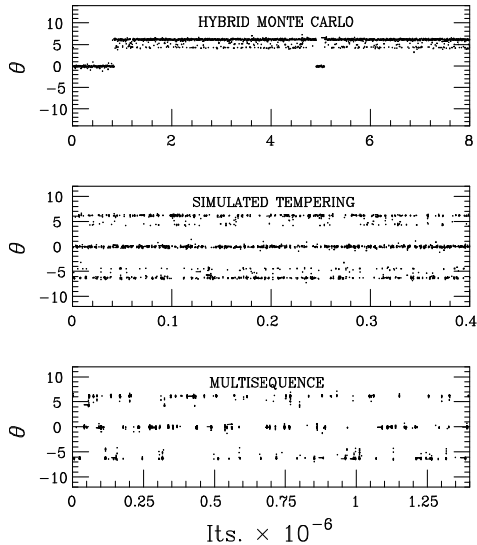 HYBRID MONTE CARLO
10
5
0
−5
−10
θ
0 2 4 6 8
SIMULATED TEMPERING
10
5
0
−5
−10
θ
0 0.1 0.2 0.3 0.4
MULTISEQUENCE
10
5
0
−5
−10
θ
0 0.25 0.5 0.75 1 1.25
Its. × 10⁻⁶